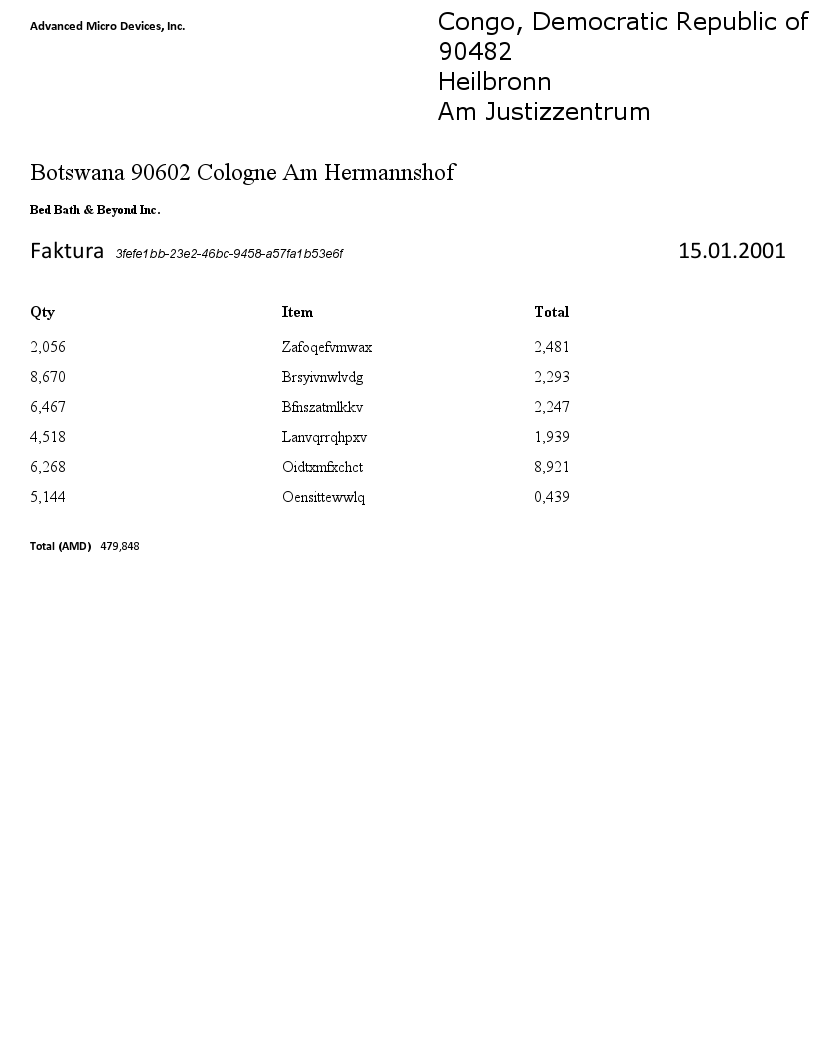 Advanced Micro Devices, Inc.
Congo, Democratic Republic of
90482
Heilbronn
Am Justizzentrum
Botswana 90602 Cologne Am Hermannshof
Bed Bath & Beyond Inc.
Faktura 3fefe1bb-23e2-46bc-9458-a57fa1b53e6f 15.01.2001
Qty Item Total
2,056 Zafoqefvmwax 2,481
8,670 Brsyivnwlvdg 2,293
6,467 Bfnszatmlkkv 2,247
4,518 Lanvqrrqhpxv 1,939
6,268 Oidtxmfxchct 8,921
5,144 Oensittewwlq 0,439
Total (AMD) 479,848